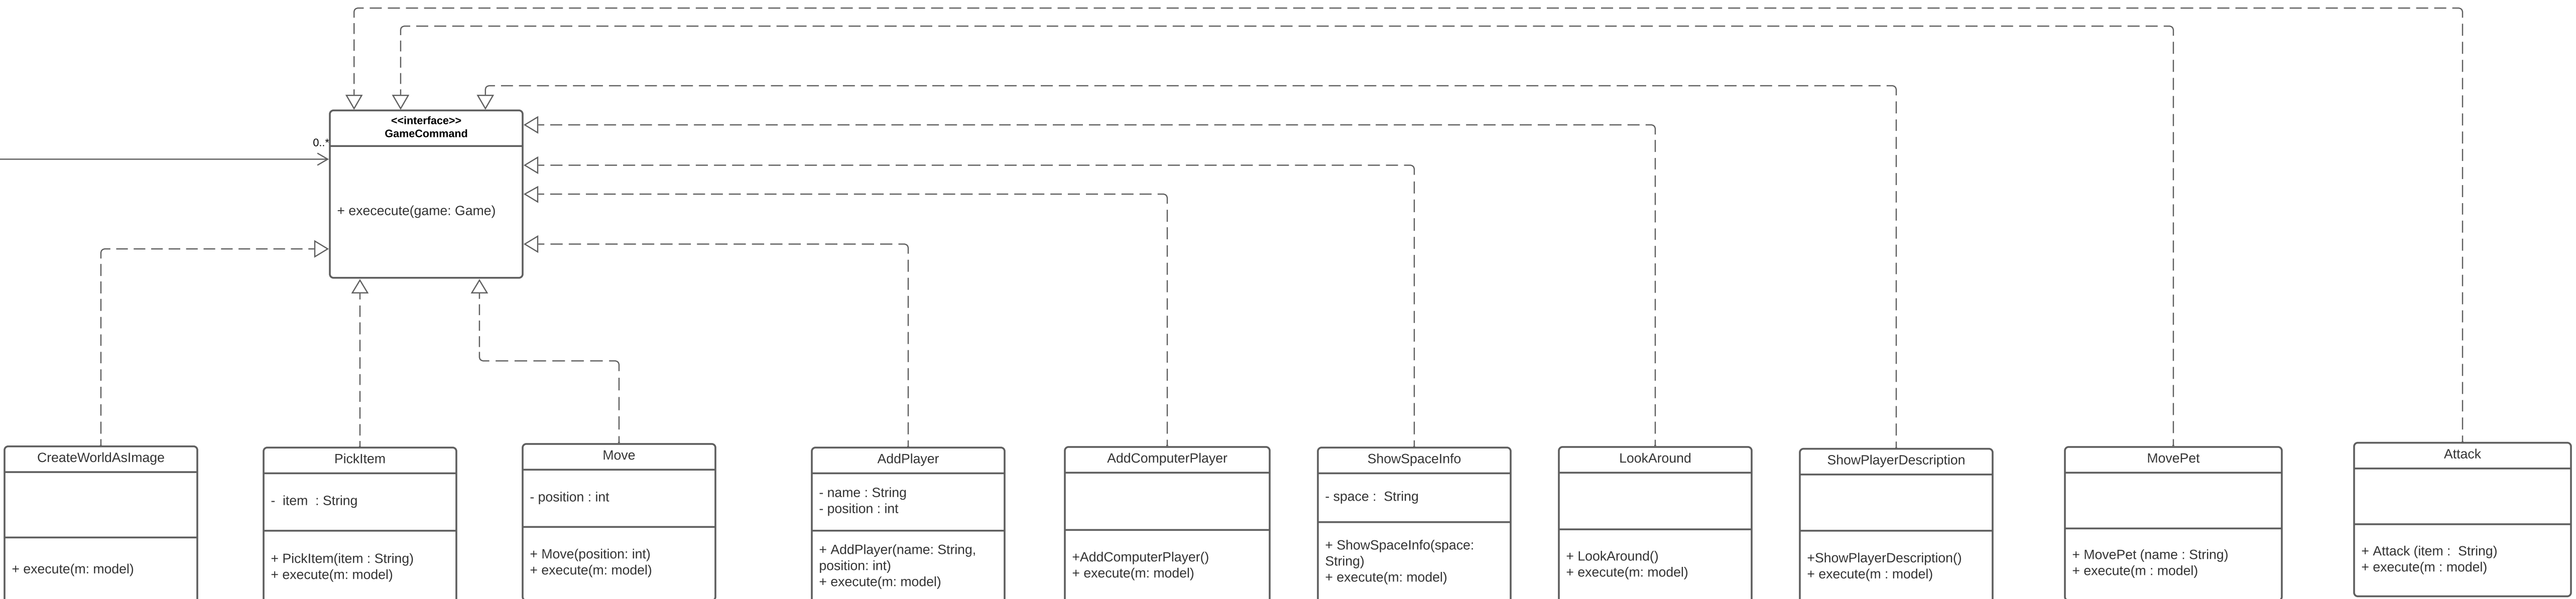 <<interface>>
GameCommand
0..*
+ exececute(game: Game)
CreateWorldAsImage
+ execute(m: model)
PickItem
- item : String
+ PickItem(item : String)
+ execute(m: model)
Move
- position : int
+ Move(position: int)
+ execute(m: model)
AddPlayer
- name : String
- position : int
+ AddPlayer(name: String,
position: int)
+ execute(m: model)
AddComputerPlayer
+AddComputerPlayer()
+ execute(m: model)
ShowSpaceInfo
- space : String
+ ShowSpaceInfo(space:
String)
+ execute(m: model)
LookAround
+ LookAround()
+ execute(m: model)
ShowPlayerDescription
+ShowPlayerDescription()
+ execute(m : model)
MovePet
+ MovePet (name : String)
+ execute(m : model)
Attack
+ Attack (item : String)
+ execute(m : model)